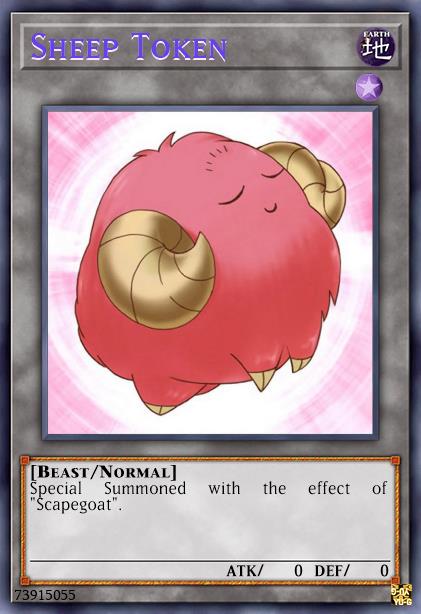 Sheep Token
EARTH
地
[Beast/Normal]
Special Summoned with the effect of
"Scapegoat".
ATK/ 0 DEF/ 0
73915055